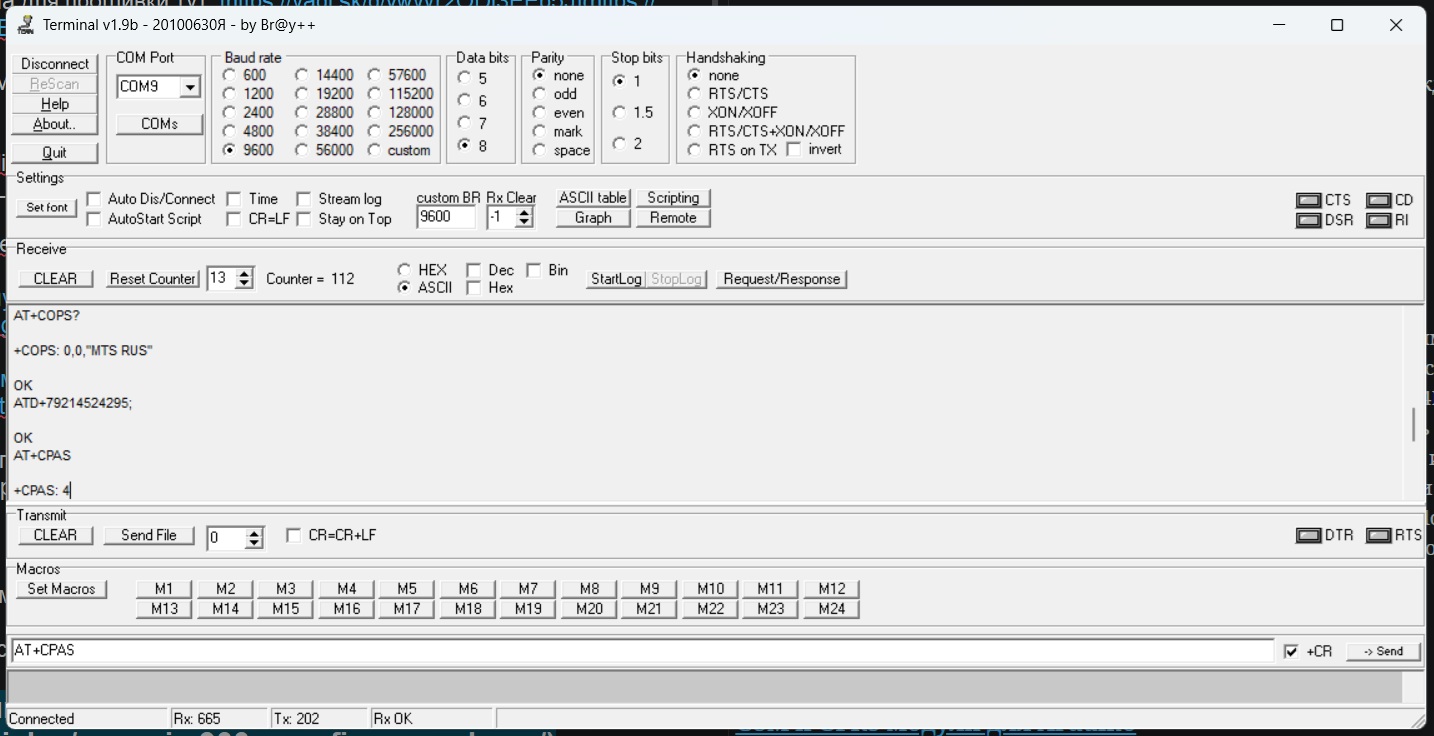 Terminal v1.9b - 20100630Я - by Br@y++
Disconnect
ReScan
Help
About..
Quit
COM Port
COM9
COMs
Baud rate
600 14400 57600
1200 19200 115200
2400 28800 128000
4800 38400 256000
9600 56000 custom
Data bits
5
6
7
8
Parity
none
odd
even
mark
space
Stop bits
1
1.5
2
Handshaking
none
RTS/CTS
XON/XOFF
RTS/CTS+XON/XOFF
RTS on TX invert
Settings
Set font
Auto Dis/Connect Time Stream log
AutoStart Script CR=LF Stay on Top
custom BR Rx Clear
9600 -1
ASCII table Scripting
Graph Remote
CTS CD
DSR RI
Receive
CLEAR Reset Counter 13 Counter = 112
HEX Dec Bin
ASCII Hex
StartLog StopLog Request/Response
AT+COPS?
+COPS: 0,0,"MTS RUS"
OK
ATD+79214524295;
OK
AT+CPAS
+CPAS: 4
Transmit
CLEAR Send File 0 CR=CR+LF DTR RTS
Macros
Set Macros M1 M2 M3 M4 M5 M6 M7 M8 M9 M10 M11 M12
M13 M14 M15 M16 M17 M18 M19 M20 M21 M22 M23 M24
AT+CPAS +CR -> Send
Connected Rx: 665 Tx: 202 Rx OK